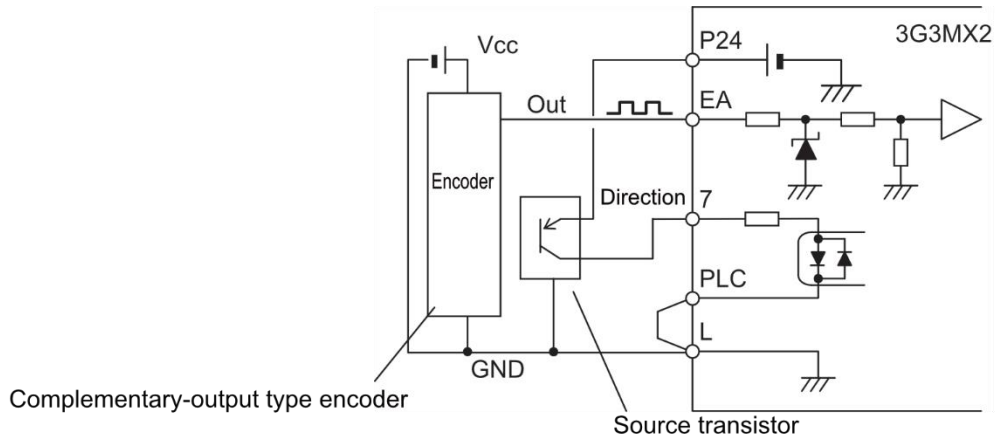 3G3MX2
P24
Vcc
EA
Out
Encoder
Direction
7
PLC
L
GND
Complementary-output type encoder
Source transistor